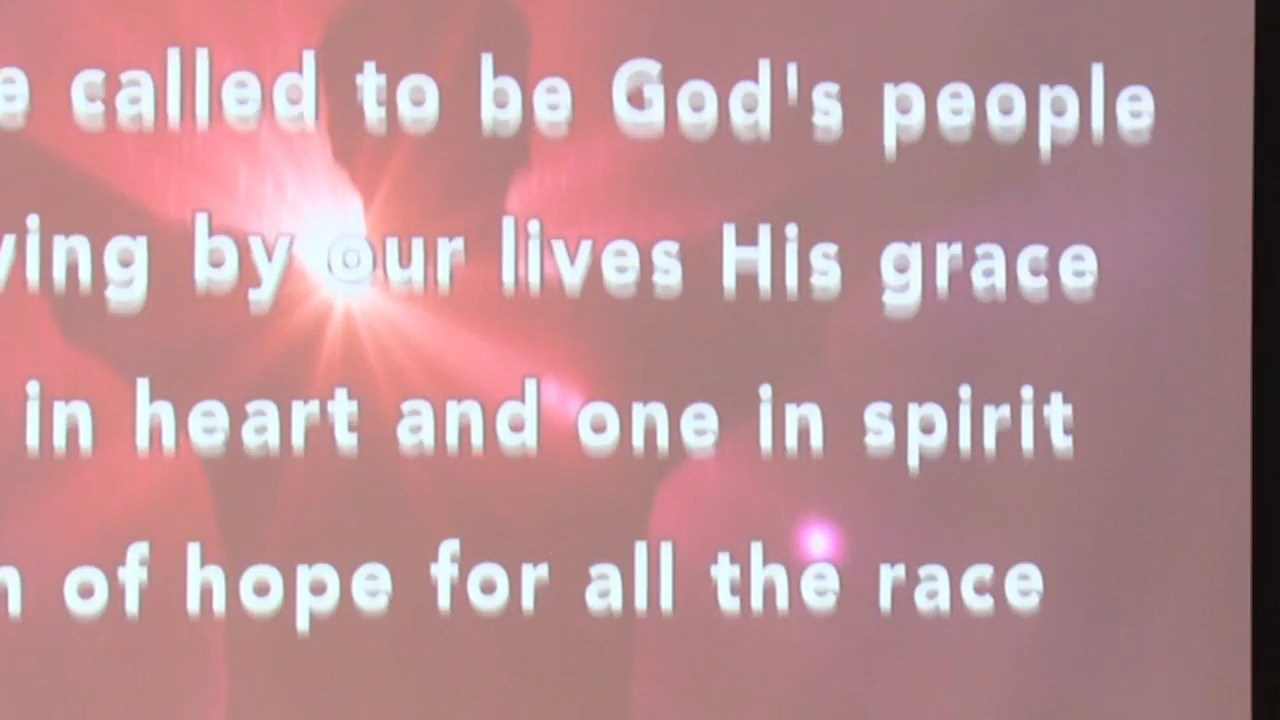 called to be God's people
by our lives His grace
in heart and one in spirit
of hope for all the race